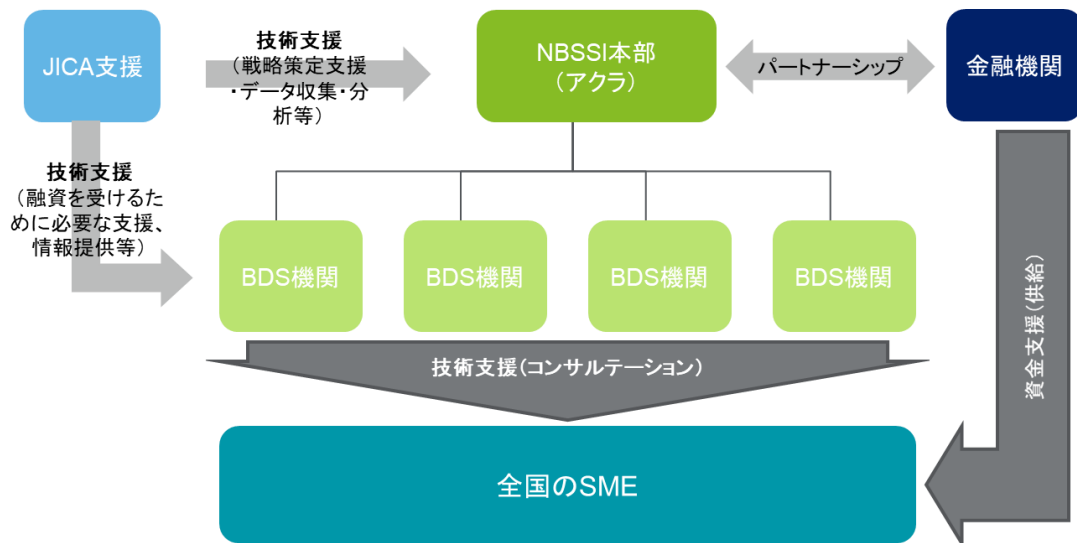 JICA支援
技術支援
（戦略策定支援
・データ収集・分
析等）
NBSSI本部
（アクラ）
パートナーシップ
金融機関
技術支援
（融資を受けるた
めに必要な支援、
情報提供等）
BDS機関
BDS機関
BDS機関
BDS機関
資金支援（供給）
技術支援（コンサルテーション）
全国のSME